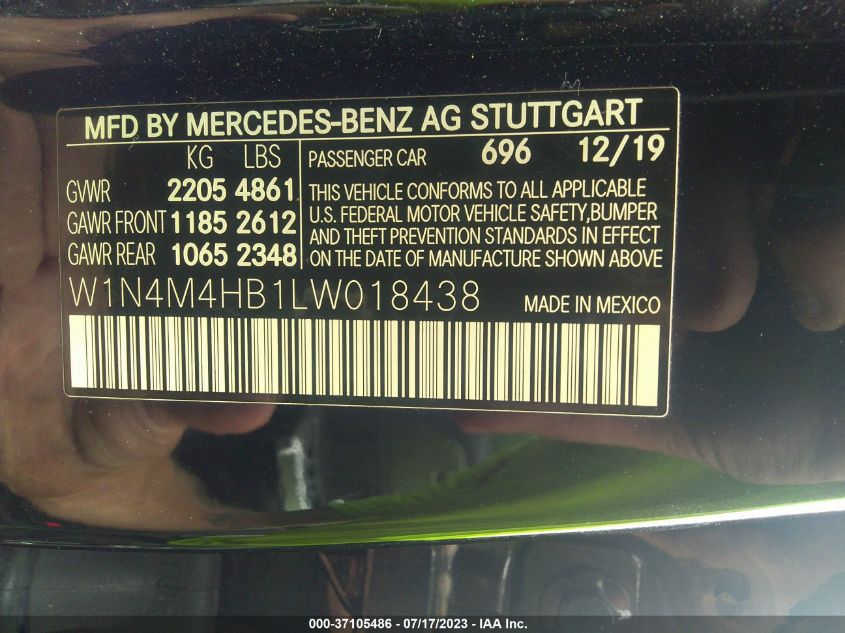 MFD BY MERCEDES-BENZ AG STUTTGART
KG LBS
GVWR 2205 4861
GAWR FRONT 1185 2612
GAWR REAR 1065 2348
PASSENGER CAR 696 12/19
THIS VEHICLE CONFORMS TO ALL APPLICABLE
U.S. FEDERAL MOTOR VEHICLE SAFETY,BUMPER
AND THEFT PREVENTION STANDARDS IN EFFECT
ON THE DATE OF MANUFACTURE SHOWN ABOVE
W1N4M4HB1LW018438 MADE IN MEXICO
000-37105486 - 07/17/2023 - IAA Inc.